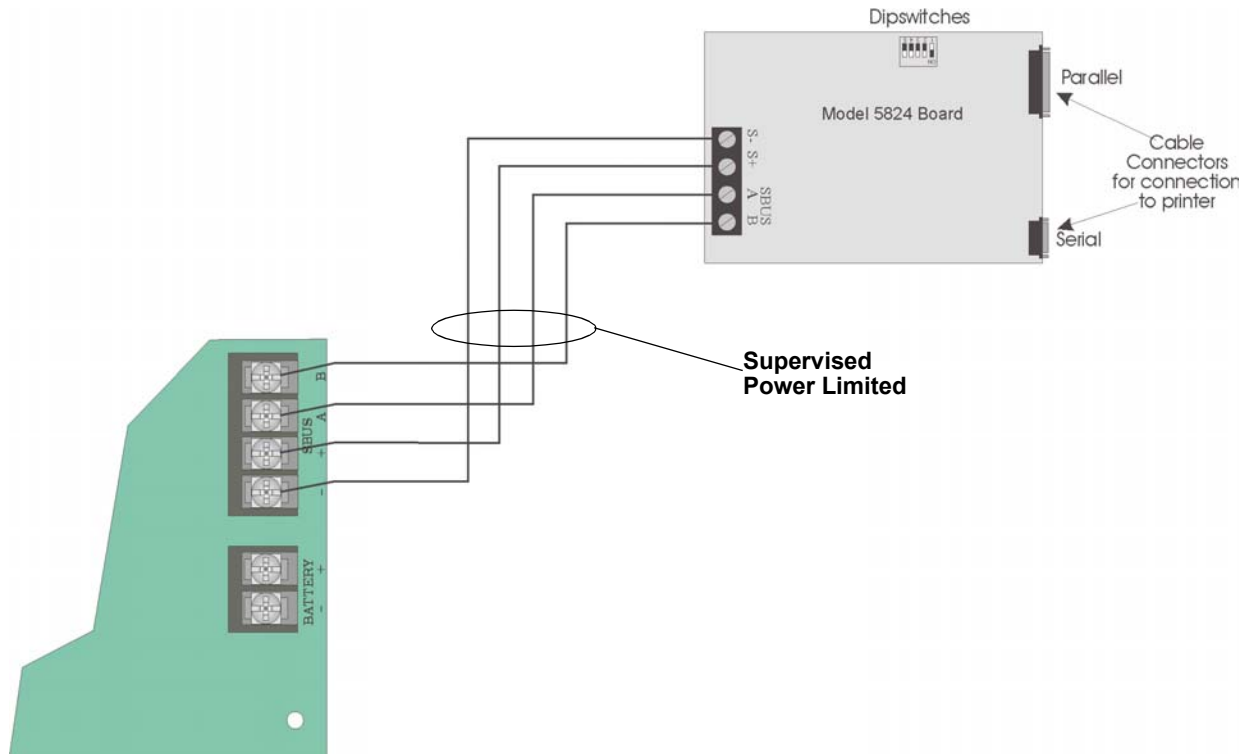 Dipswitches
Parallel
Model 5824 Board
S-
S+
A
B
SBUS
Cable
Connectors
for connection
to printer
Serial
Supervised
Power Limited
B
A
+
-
SBUS
+
-
BATTERY